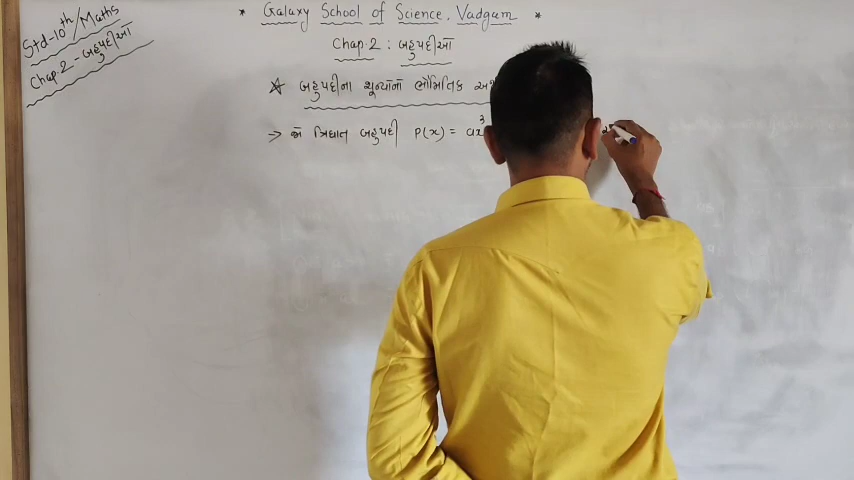 Std-10th/Maths
Chap.2 - બહુપદીઓ
* Galaxy School of Science, Vadgam *
Chap.2 : બહુપદીઓ
☆ બહુપદીના શૂન્યોનો ભૌમિતિક
→ જો ત્રિઘાત બહુપદી P(x) = ax³